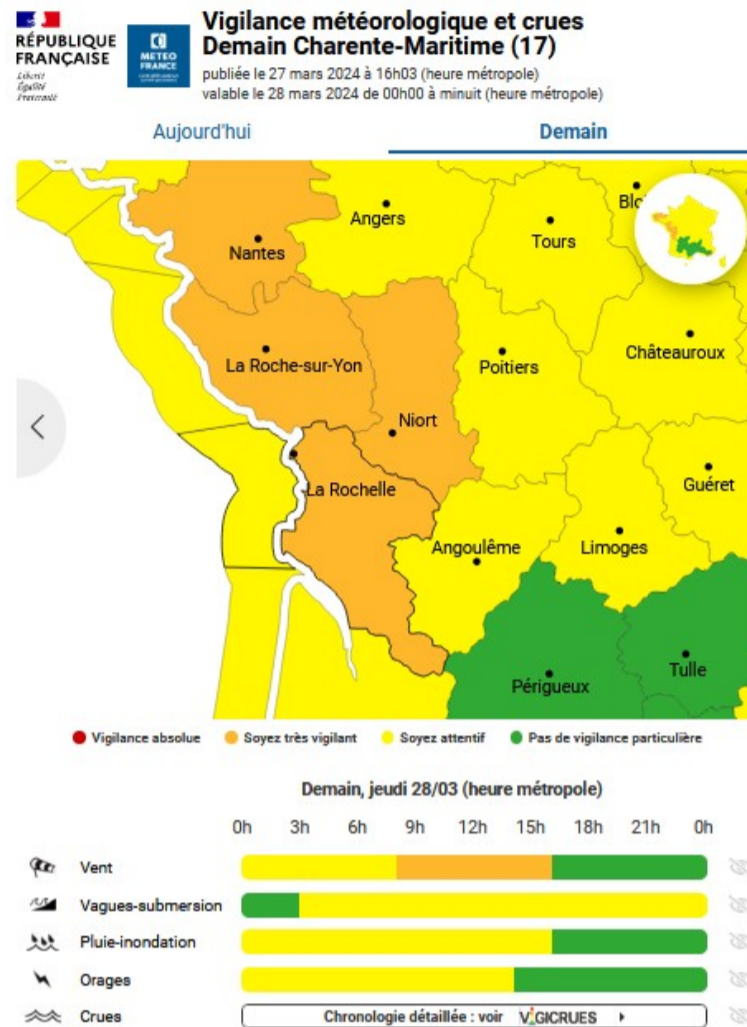 RÉPUBLIQUE
FRANÇAISE
Liberté
Égalité
Fraternité
METEO
FRANCE
Vigilance météorologique et crues
Demain Charente-Maritime (17)
publiée le 27 mars 2024 à 16h03 (heure métropole)
valable le 28 mars 2024 de 00h00 à minuit (heure métropole)
Aujourd'hui
Demain
Blo
Angers
Tours
Nantes
Châteauroux
La Roche-sur-Yon
Poitiers
Niort
Guéret
La Rochelle
Angoulême
Limoges
Tulle
Périgueux
Vigilance absolue
Soyez très vigilant
Soyez attentif
Pas de vigilance particulière
Demain, jeudi 28/03 (heure métropole)
0h 3h 6h 9h 12h 15h 18h 21h 0h
Vent
Vagues-submersion
Pluie-inondation
Orages
Crues
Chronologie détaillée : voir VIGICRUES